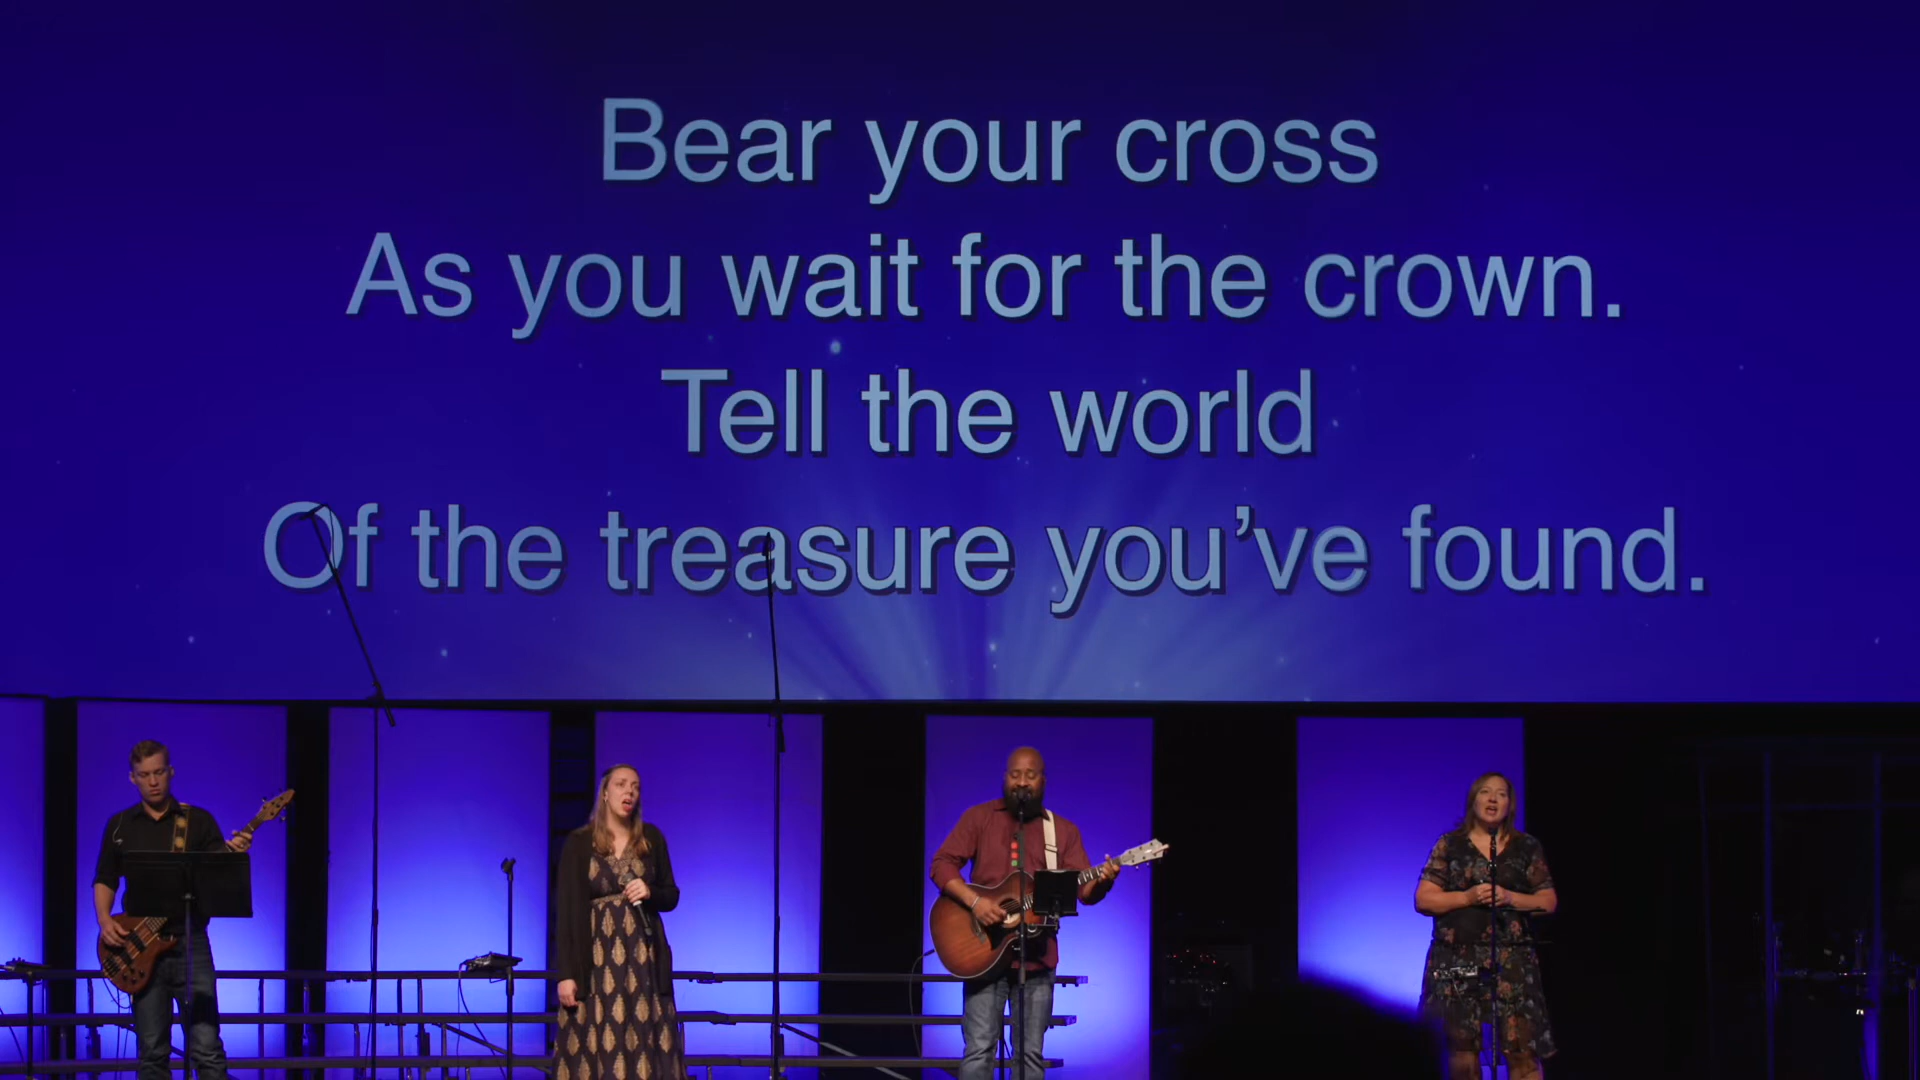 Bear your cross
As you wait for the crown.
Tell the world
Of the treasure you’ve found.